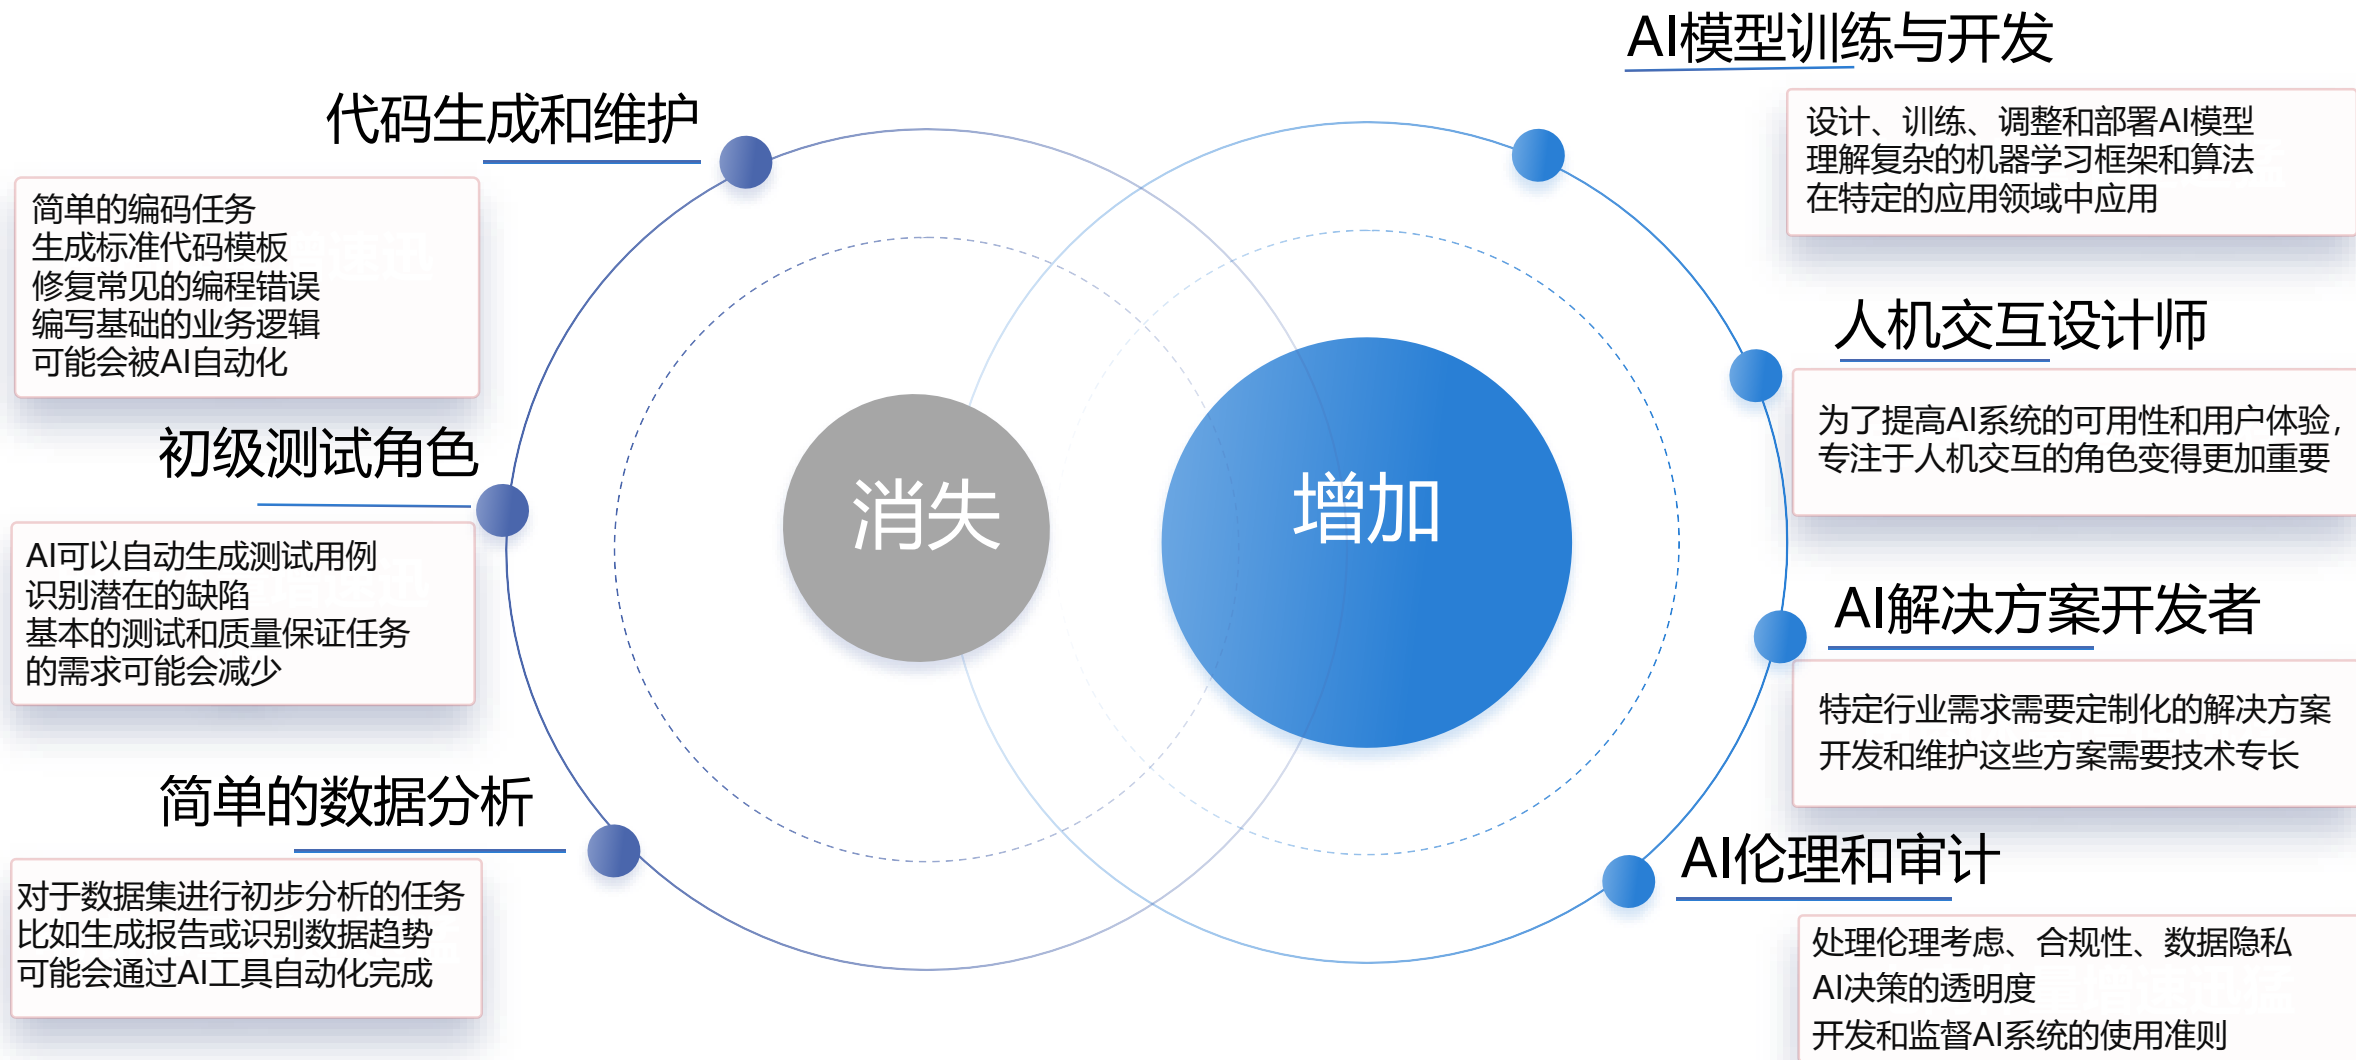 代码生成和维护
简单的编码任务
生成标准代码模板
修复常见的编程错误
编写基础的业务逻辑
可能会被AI自动化
初级测试角色
AI可以自动生成测试用例
识别潜在的缺陷
基本的测试和质量保证任务
的需求可能会减少
简单的数据分析
对于数据集进行初步分析的任务
比如生成报告或识别数据趋势
可能会通过AI工具自动化完成
消失
增加
AI模型训练与开发
设计、训练、调整和部署AI模型
理解复杂的机器学习框架和算法
在特定的应用领域中应用
人机交互设计师
为了提高AI系统的可用性和用户体验,
专注于人机交互的角色变得更加重要
AI解决方案开发者
特定行业需求需要定制化的解决方案
开发和维护这些方案需要技术专长
AI伦理和审计
处理伦理考虑、合规性、数据隐私
AI决策的透明度
开发和监督AI系统的使用准则